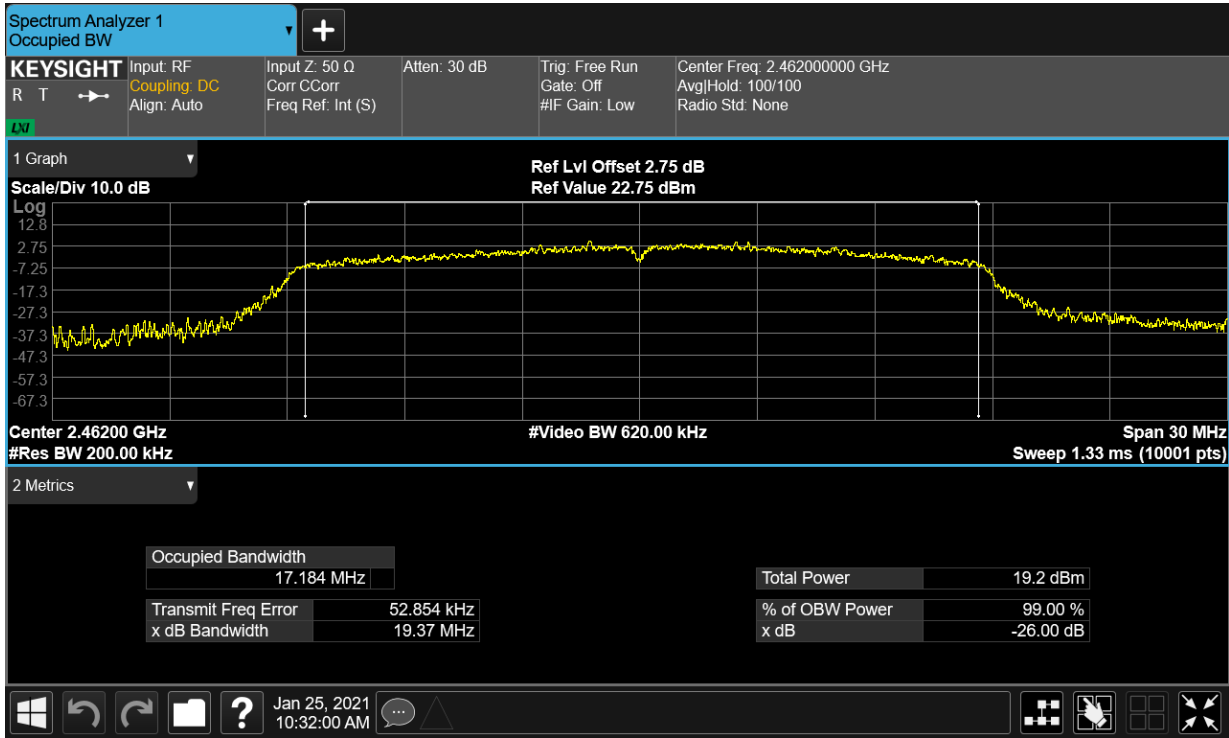 Spectrum Analyzer 1
Occupied BW
KEYSIGHT
R T
LXI
Input: RF
Coupling: DC
Align: Auto
Input Z: 50 Ω
Corr CCorr
Freq Ref: Int (S)
Atten: 30 dB
Trig: Free Run
Gate: Off
#IF Gain: Low
Center Freq: 2.462000000 GHz
Avg|Hold: 100/100
Radio Std: None
1 Graph
Scale/Div 10.0 dB
Ref Lvl Offset 2.75 dB
Ref Value 22.75 dBm
Log
12.8
2.75
-7.25
-17.3
-27.3
-37.3
-47.3
-57.3
-67.3
Center 2.46200 GHz
#Res BW 200.00 kHz
#Video BW 620.00 kHz
Span 30 MHz
Sweep 1.33 ms (10001 pts)
2 Metrics
Occupied Bandwidth
17.184 MHz
Transmit Freq Error 52.854 kHz
x dB Bandwidth 19.37 MHz
Total Power 19.2 dBm
% of OBW Power 99.00 %
x dB -26.00 dB
?
Jan 25, 2021
10:32:00 AM